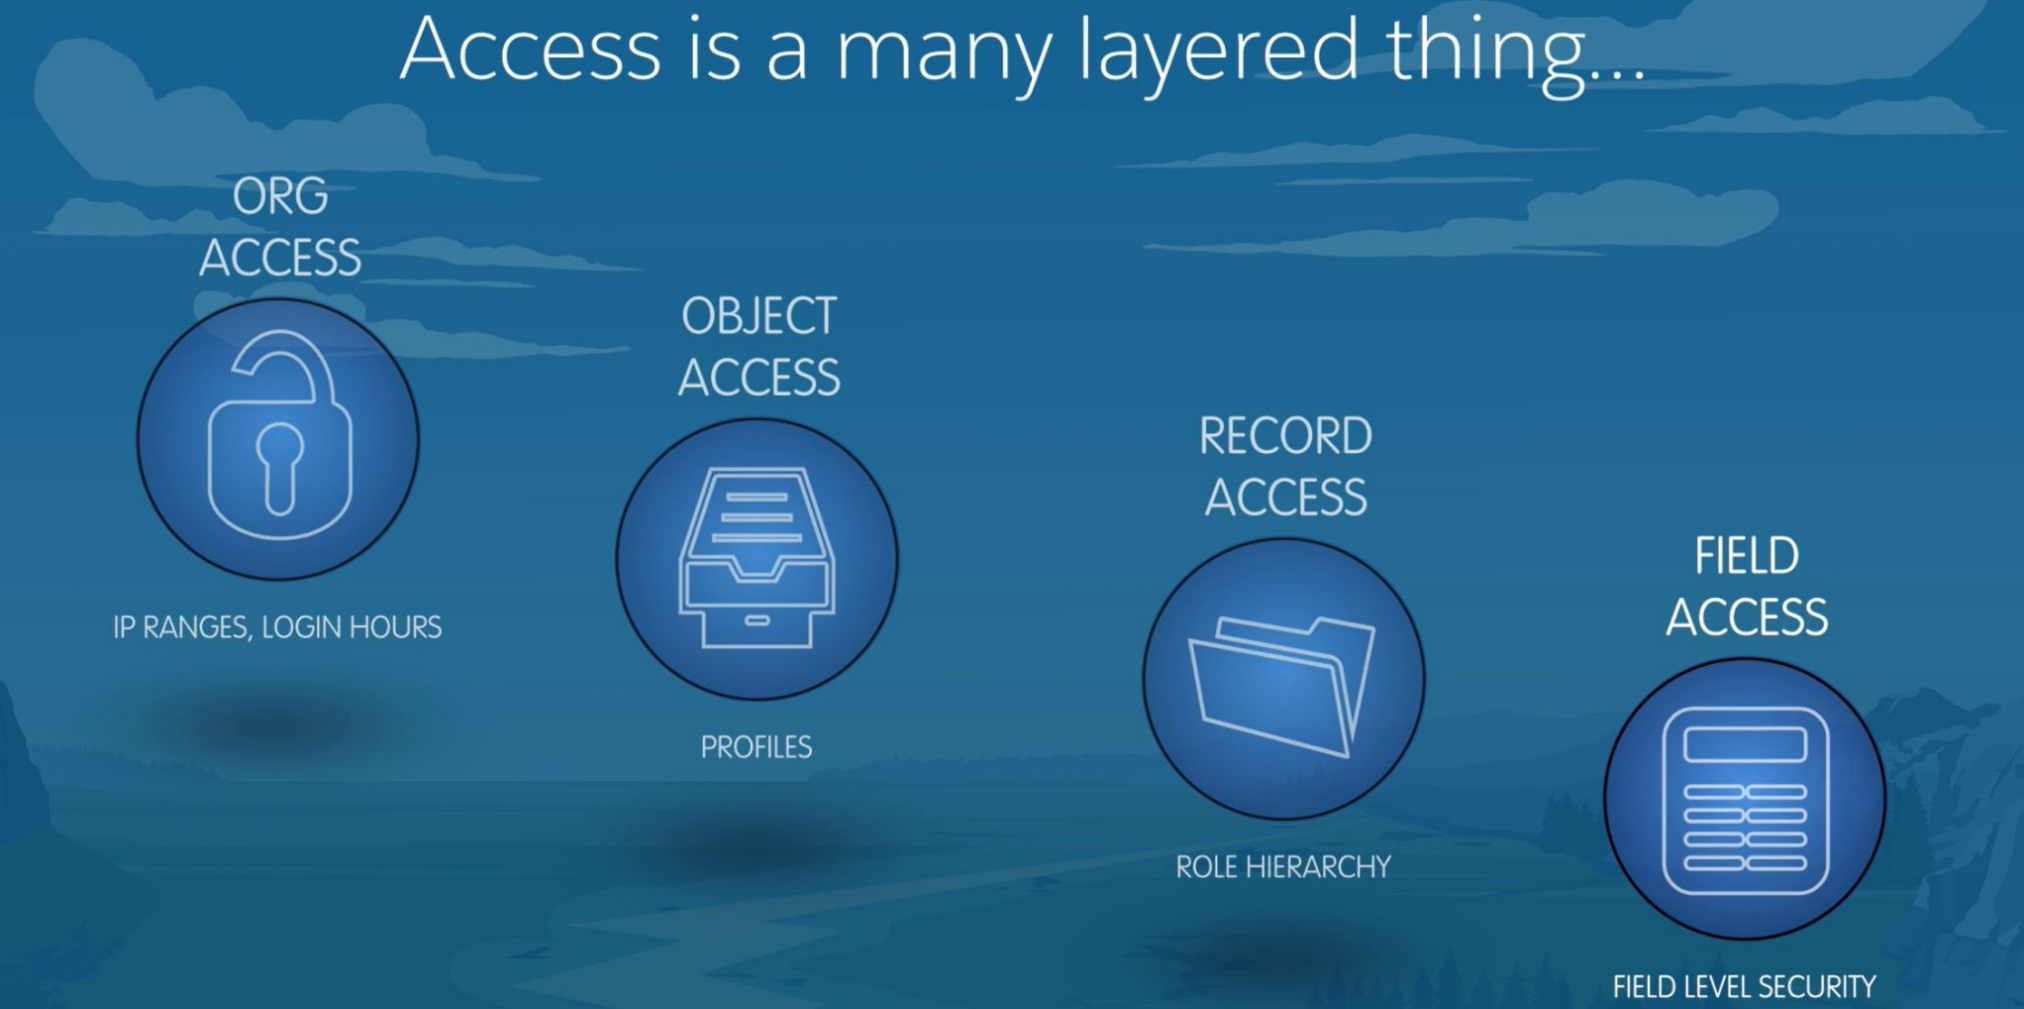 Access is a many layered thing...
ORG
ACCESS
IP RANGES, LOGIN HOURS
OBJECT
ACCESS
PROFILES
RECORD
ACCESS
ROLE HIERARCHY
FIELD
ACCESS
FIELD LEVEL SECURITY